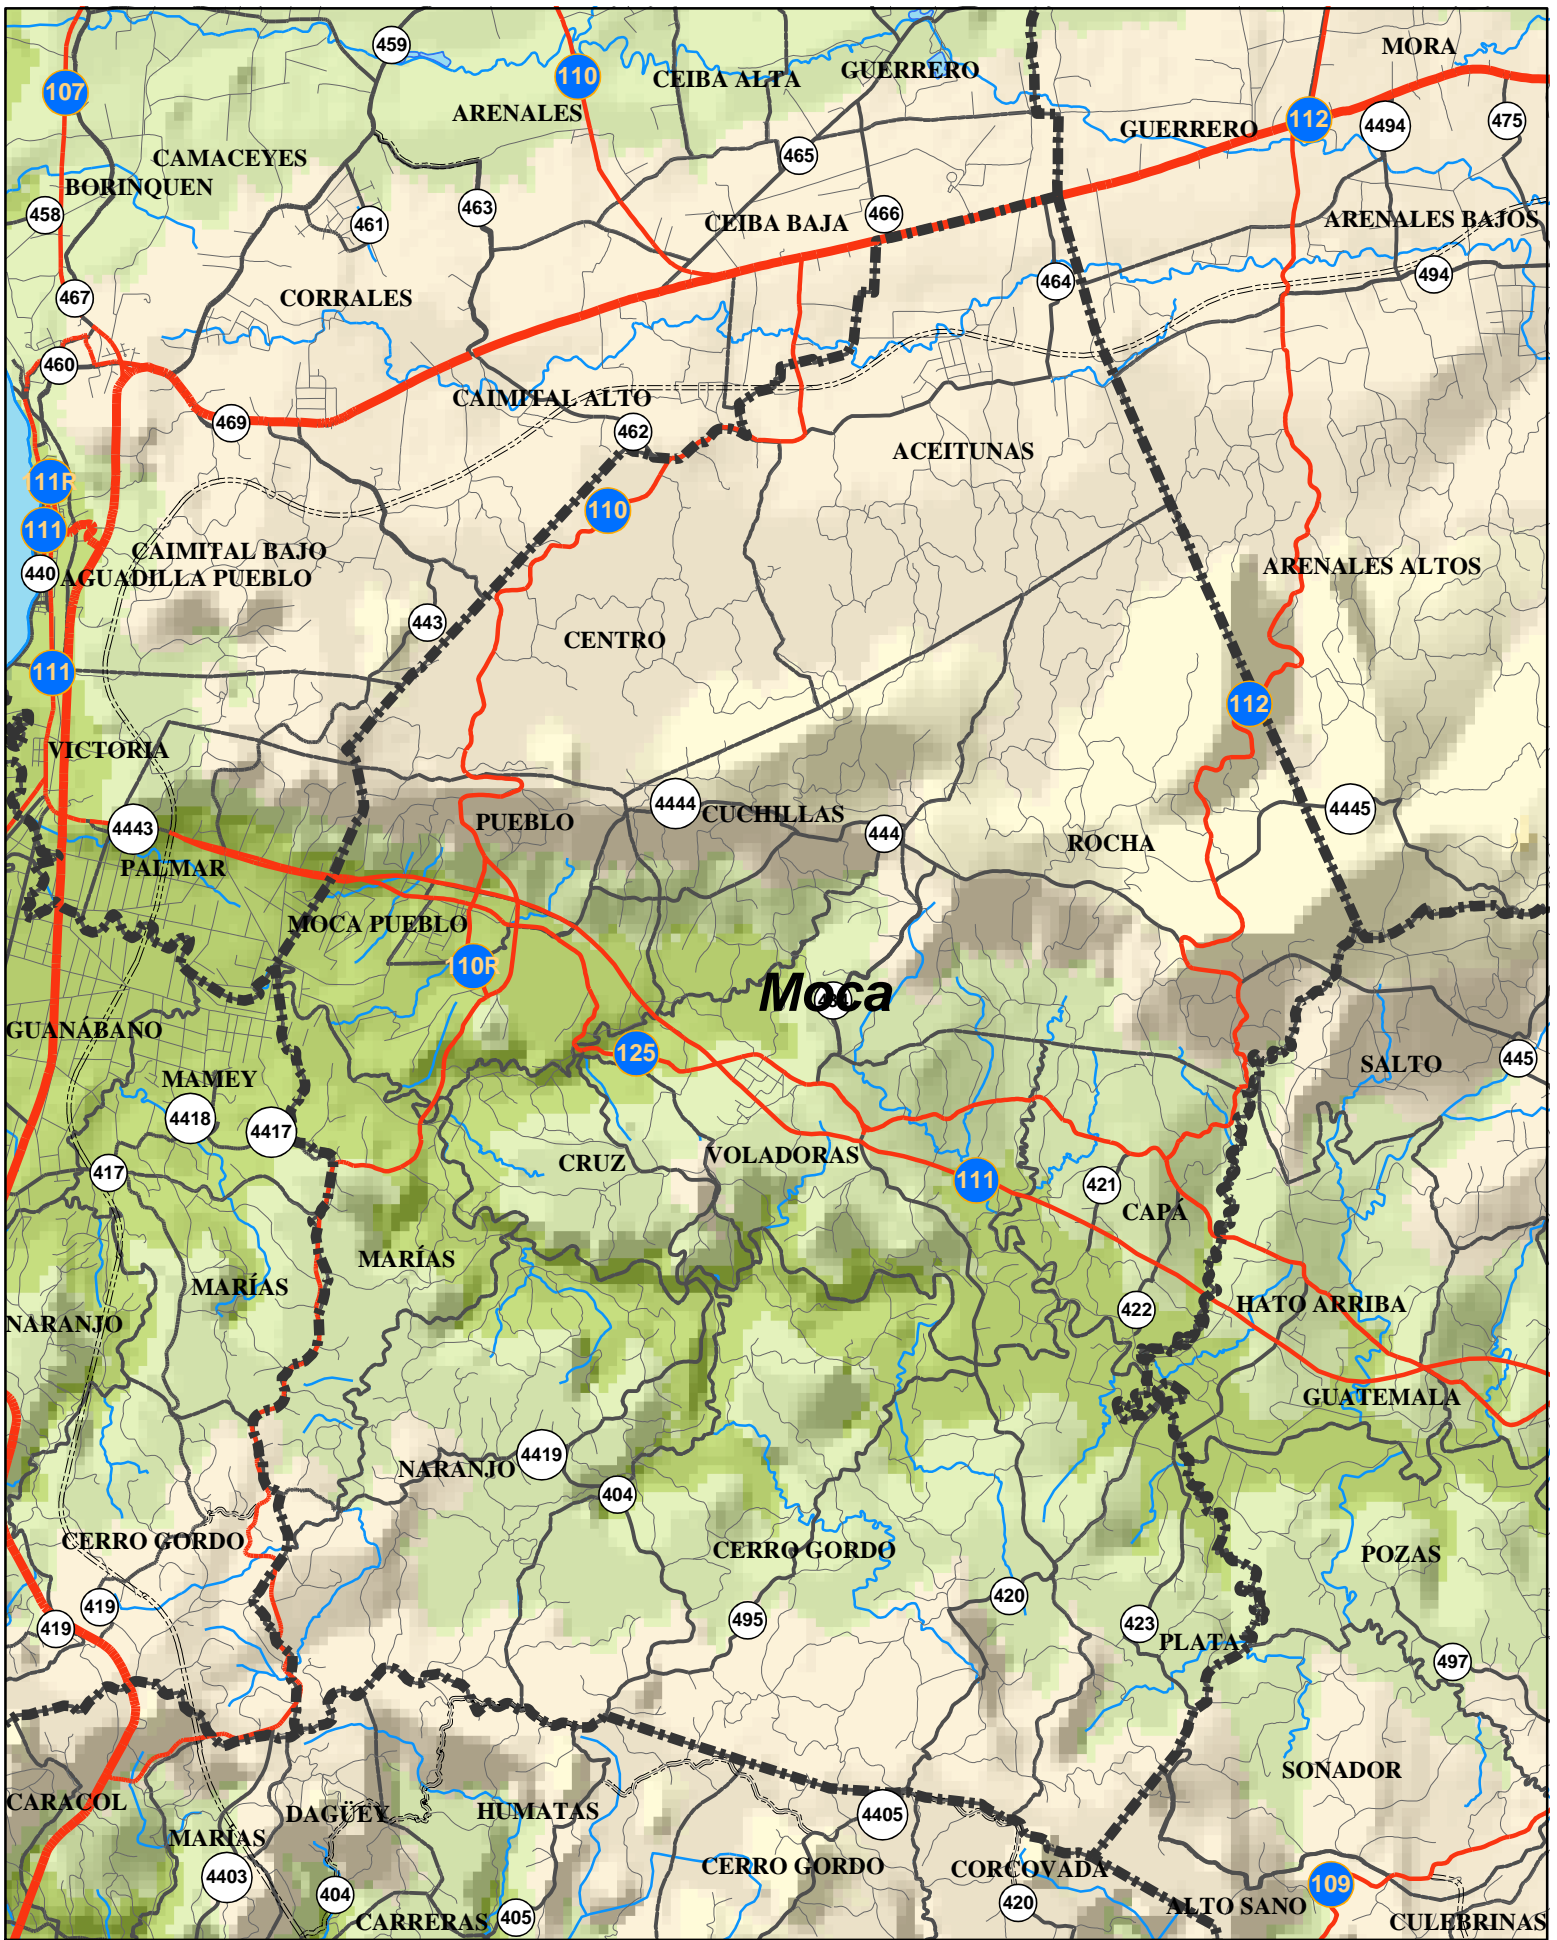 MORA
459
107
110
CEIBA ALTA
GUERRERO
ARENALES
112
4494
475
GUERRERO
CAMACEYES
465
BORINQUEN
458
461
463
CEIBA BAJA
466
ARENALES BAJOS
467
CORRALES
464
494
460
CAIMITAL ALTO
469
462
ACEITUNAS
111R
110
111
CAIMITAL BAJO
440
AGUADILLA PUEBLO
ARENALES ALTOS
443
CENTRO
111
112
VICTORIA
4443
PUEBLO
4444
CUCHILLAS
444
4445
ROCHA
PALMAR
MOCA PUEBLO
110R
Moca
GUANÁBANO
125
SALTO
445
MAMEY
4418
4417
417
CRUZ
VOLADORAS
111
421
CAPÁ
MARÍAS
MARÍAS
NARANJO
422
HATO ARRIBA
GUATEMALA
NARANJO
4419
404
CERRO GORDO
CERRO GORDO
POZAS
419
419
495
420
423
PLATA
497
SONADOR
CARACOL
DAGÜEY
HUMATAS
4405
MARIAS
4403
404
CARRERAS
405
CERRO GORDO
CORCOVADA
420
ALTO SANO
109
CULEBRINAS